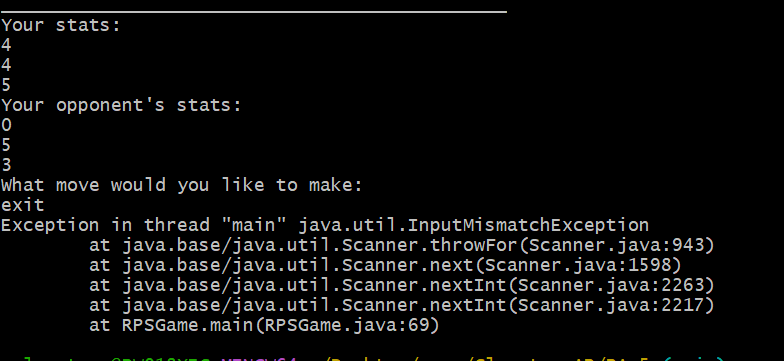 Your stats:
4
4
5
Your opponent's stats:
0
5
3
What move would you like to make:
exit
Exception in thread "main" java.util.InputMismatchException
        at java.base/java.util.Scanner.throwFor(Scanner.java:943)
        at java.base/java.util.Scanner.next(Scanner.java:1598)
        at java.base/java.util.Scanner.nextInt(Scanner.java:2263)
        at java.base/java.util.Scanner.nextInt(Scanner.java:2217)
        at RPSGame.main(RPSGame.java:69)